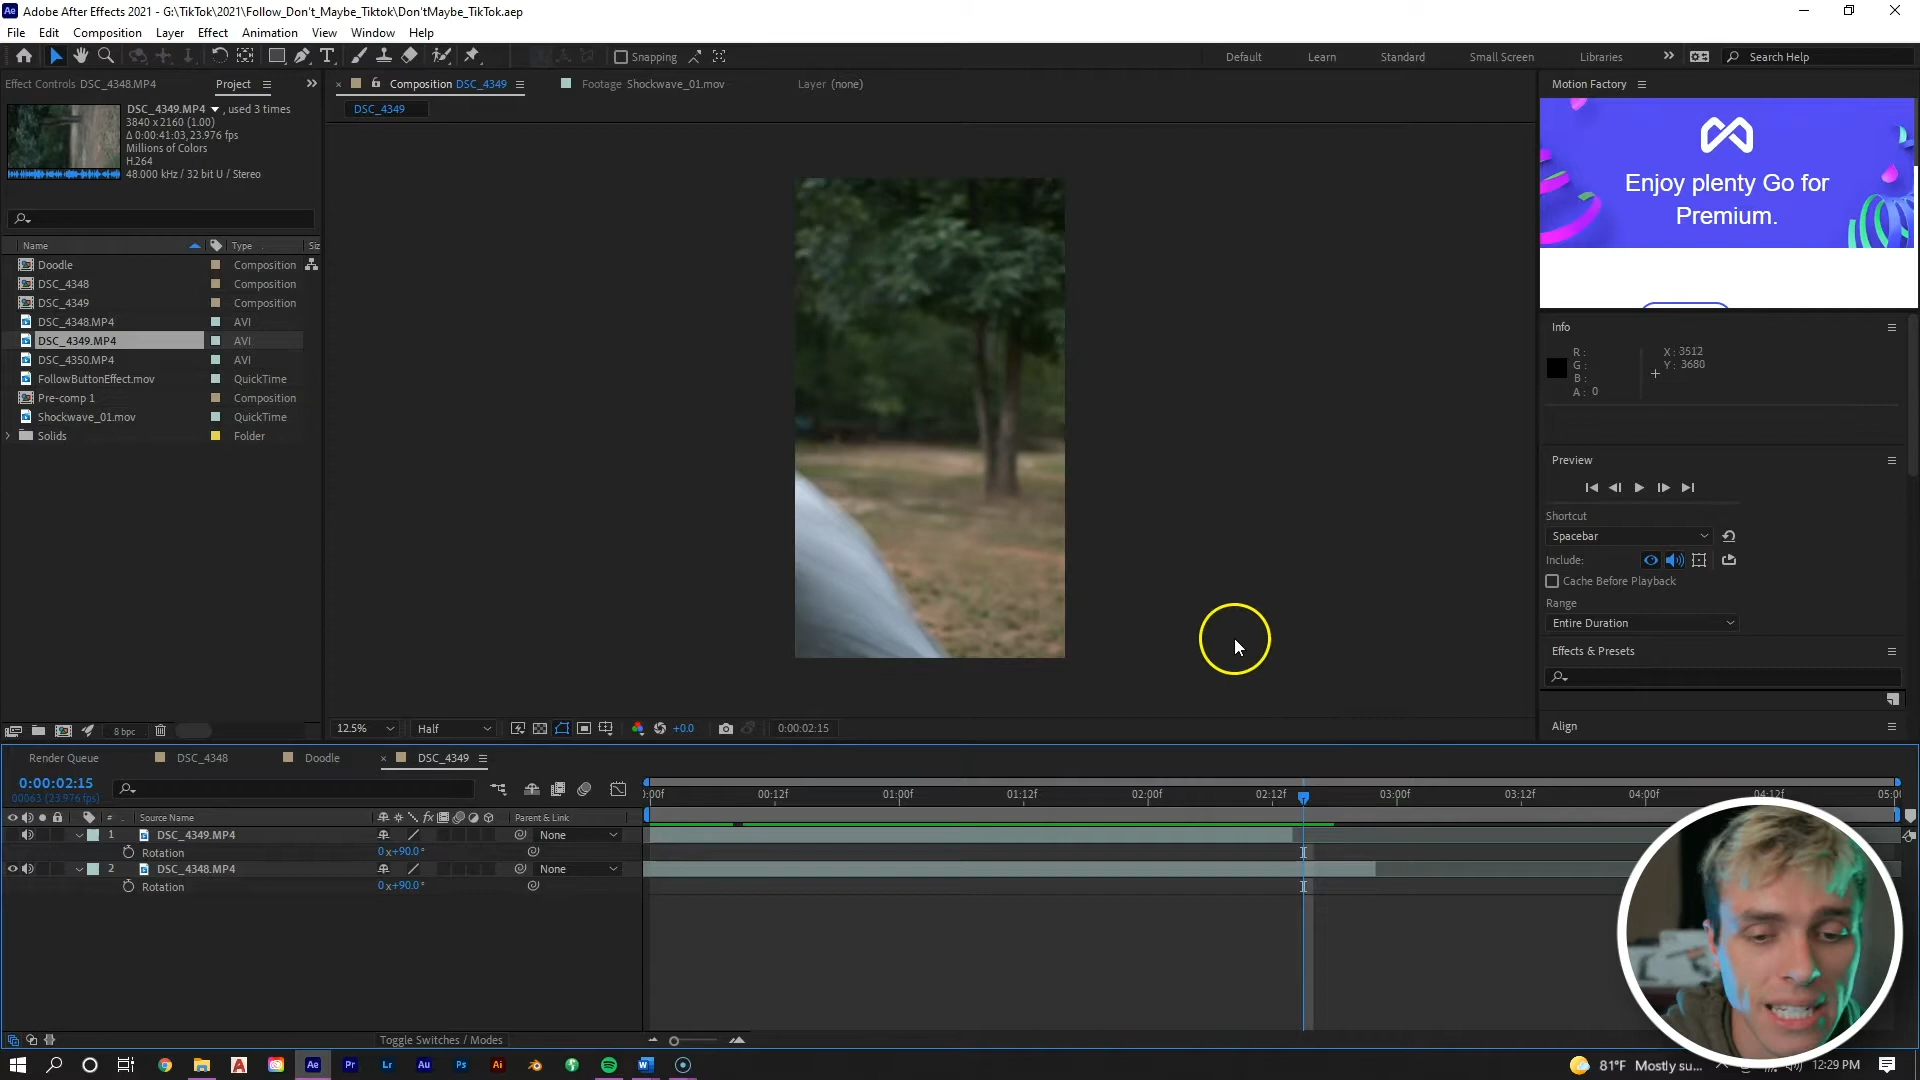 Adobe After Effects 2021 - G:\TikTok\2021\Follow_Don't_Maybe_Tiktok\Don'tMaybe_TikTok.aep
File Edit Composition Layer Effect Animation View Window Help
Snapping Default Learn Standard Small Screen Libraries Search Help
Effect Controls DSC_4348.MP4 Project
DSC_4349.MP4 , used 3 times
3840 x 2160 (1.00)
Δ 0:00:41:03, 23.976 fps
Millions of Colors
H.264
48.000 kHz / 32 bit U / Stereo
Name Type Siz
Doodle Composition
DSC_4348 Composition
DSC_4349 Composition
DSC_4348.MP4 AVI
DSC_4349.MP4 AVI
DSC_4350.MP4 AVI
FollowButtonEffect.mov QuickTime
Pre-comp 1 Composition
Shockwave_01.mov QuickTime
Solids Folder
8 bpc
Composition DSC_4349 Footage Shockwave_01.mov Layer (none)
DSC_4349
12.5% Half +0.0 0:00:02:15
Motion Factory
Enjoy plenty Go for
Premium.
Info
R :
G :
B :
A : 0
X : 3512
Y : 3680
Preview
Shortcut
Spacebar
Include:
Cache Before Playback
Range
Entire Duration
Effects & Presets
Align
Render Queue DSC_4348 Doodle DSC_4349
0:00:02:15
00063 (23.976 fps)
:00f 00:12f 01:00f 01:12f 02:00f 02:12f 03:00f 03:12f 04:00f 04:12f 05:00
# Source Name fx Parent & Link
1 DSC_4349.MP4 None
Rotation 0x+90.0°
2 DSC_4348.MP4 None
Rotation 0x+90.0°
Toggle Switches / Modes
Ae Pr Lr Au Ps Ai W
81°F Mostly su... 12:29 PM